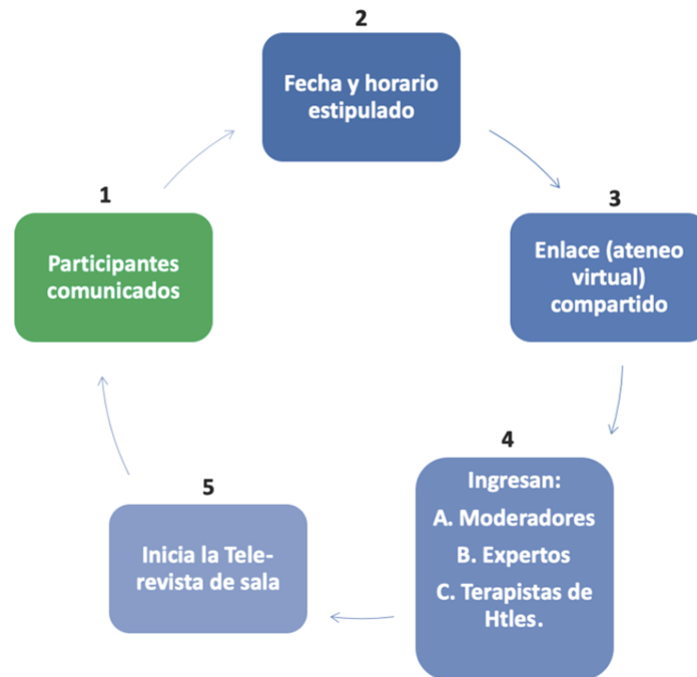 1
Participantes
comunicados
2
Fecha y horario
estipulado
3
Enlace (ateneo
virtual)
compartido
4
Ingresan:
A. Moderadores
B. Expertos
C. Terapistas de
Htles.
5
Inicia la Tele-
revista de sala